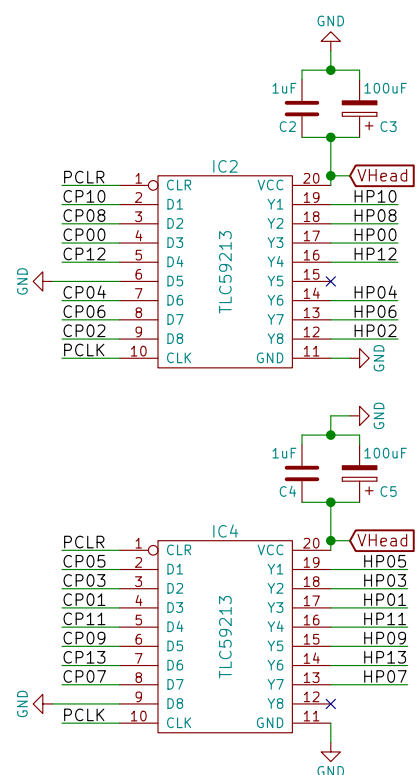 GND
1uF 100uF
C2 + C3
IC2 VHead
PCLR 1 CLR VCC 20
CP10 2 D1 Y1 19 HP10
CP08 3 D2 Y2 18 HP08
CP00 4 D3 Y3 17 HP00
CP12 5 D4 Y4 16 HP12
GND 6 D5 Y5 15
CP04 7 D6 Y6 14 HP04
CP06 8 D7 Y7 13 HP06
CP02 9 D8 Y8 12 HP02
PCLK 10 CLK GND 11 GND
TLC59213
GND
1uF 100uF
C4 + C5
IC4 VHead
PCLR 1 CLR VCC 20
CP05 2 D1 Y1 19 HP05
CP03 3 D2 Y2 18 HP03
CP01 4 D3 Y3 17 HP01
CP11 5 D4 Y4 16 HP11
CP09 6 D5 Y5 15 HP09
CP13 7 D6 Y6 14 HP13
CP07 8 D7 Y7 13 HP07
GND 9 D8 Y8 12
PCLK 10 CLK GND 11
TLC59213
GND